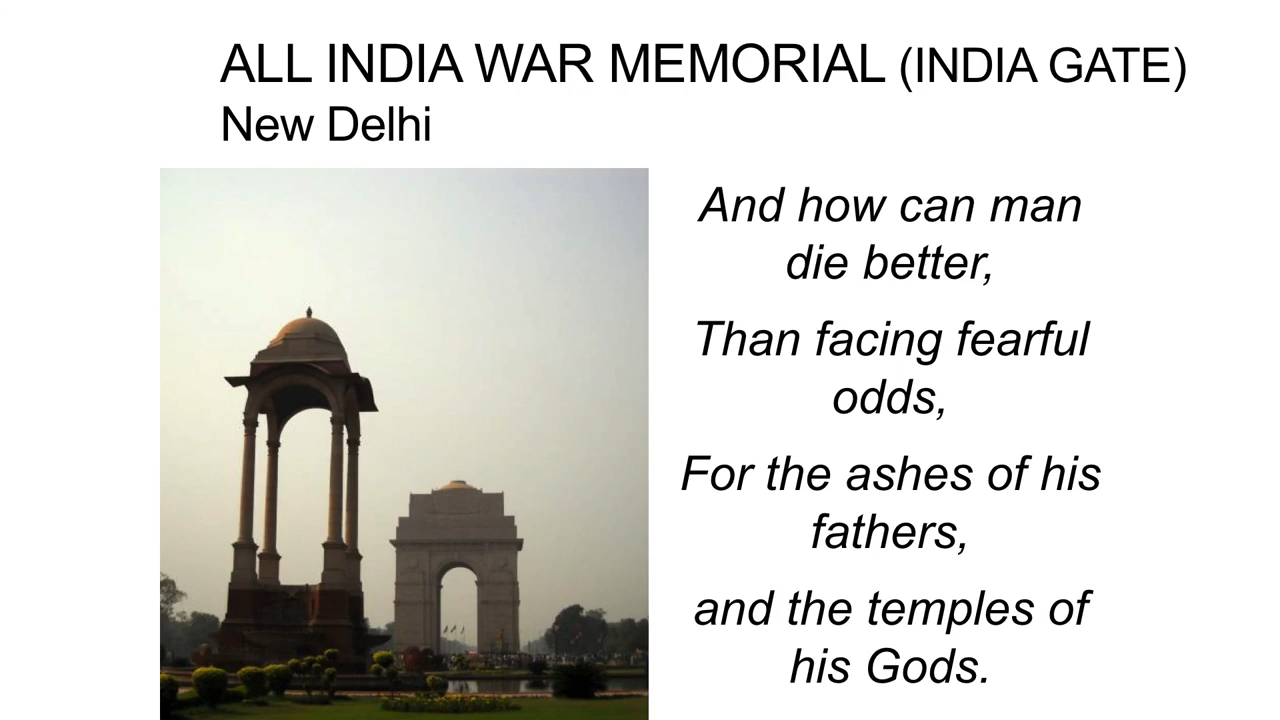 ALL INDIA WAR MEMORIAL (INDIA GATE)
New Delhi
And how can man
die better,
Than facing fearful
odds,
For the ashes of his
fathers,
and the temples of
his Gods.